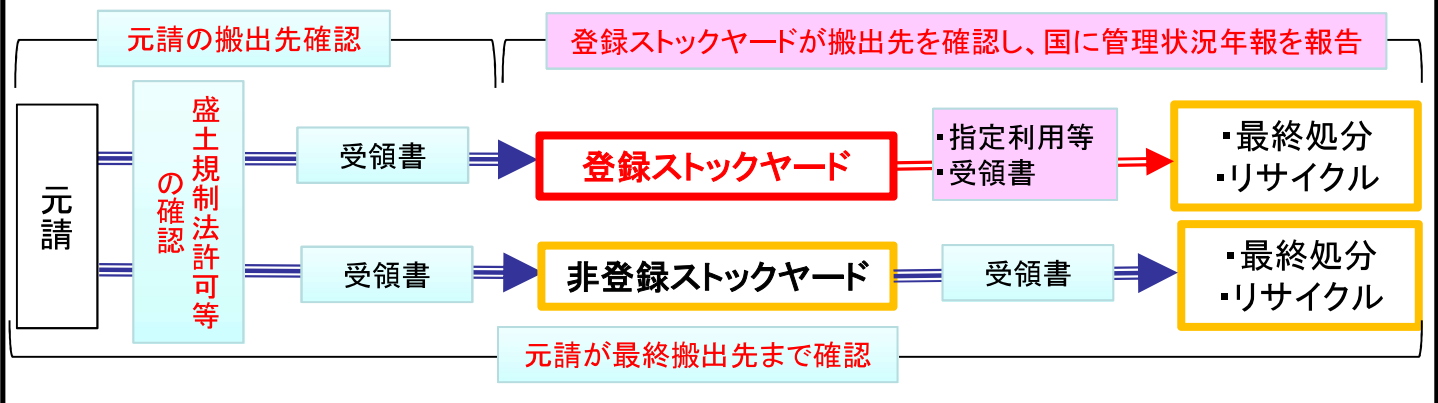 元請の搬出先確認
登録ストックヤードが搬出先を確認し、国に管理状況年報を報告
元請
盛土規制法許可等
の確認
受領書
登録ストックヤード
・指定利用等
・受領書
・最終処分
・リサイクル
受領書
非登録ストックヤード
受領書
・最終処分
・リサイクル
元請が最終搬出先まで確認